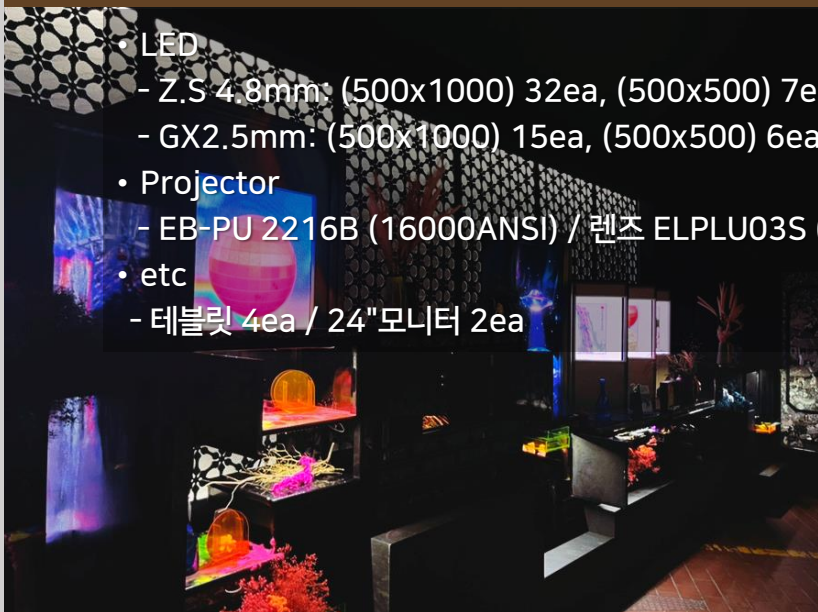 • LED
- Z.S 4.8mm: (500x1000) 32ea, (500x500) 7e
- GX2.5mm: (500x1000) 15ea, (500x500) 6ea
• Projector
- EB-PU 2216B (16000ANSI) / 렌즈 ELPLU03S (
• etc
- 테블릿 4ea / 24"모니터 2ea